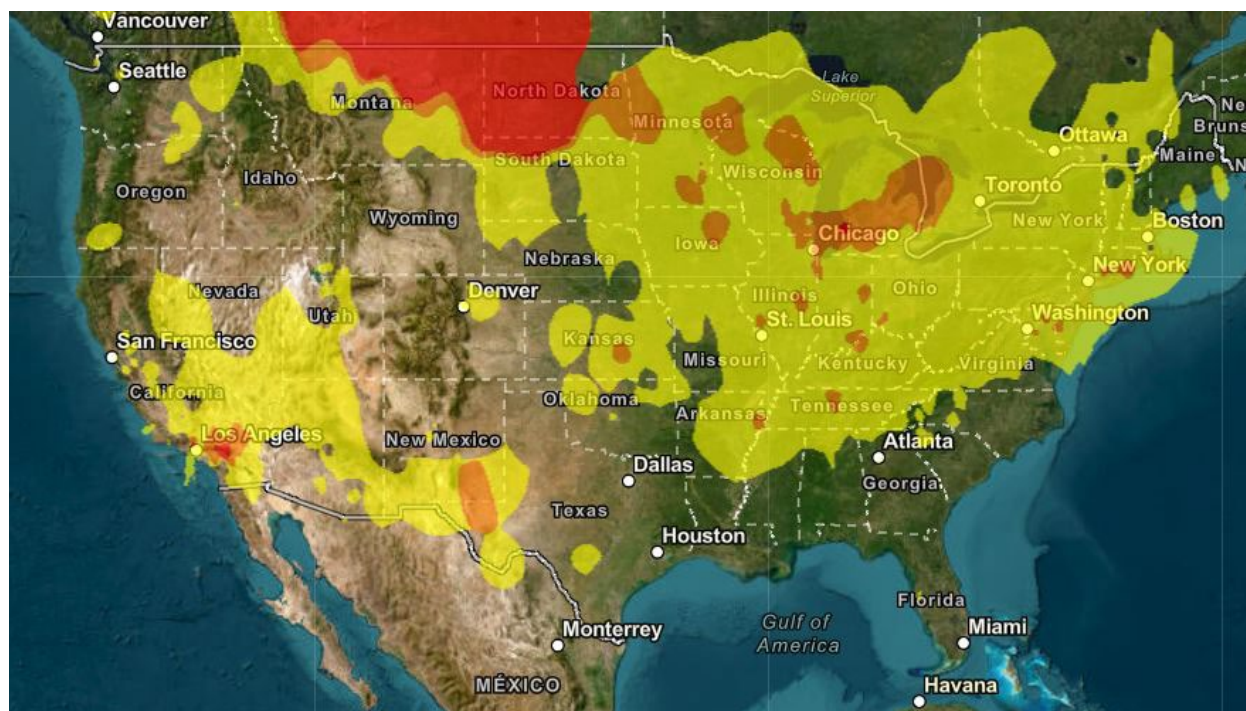 Vancouver
Seattle
Montana
North Dakota
Minnesota
Lake
Superior
Ottawa
Ne
Bruns
Maine
N
Oregon
Idaho
South Dakota
Wisconsin
Toronto
Wyoming
New York
Boston
Iowa
Chicago
Nebraska
New York
Nevada
Denver
Illinois
Ohio
Utah
Washington
San Francisco
Kansas
St. Louis
Missouri
Kentucky
Virginia
California
Oklahoma
Arkansas
Tennessee
Los Angeles
New Mexico
Atlanta
Dallas
Georgia
Texas
Houston
Florida
Gulf of
America
Monterrey
Miami
MÉXICO
Havana